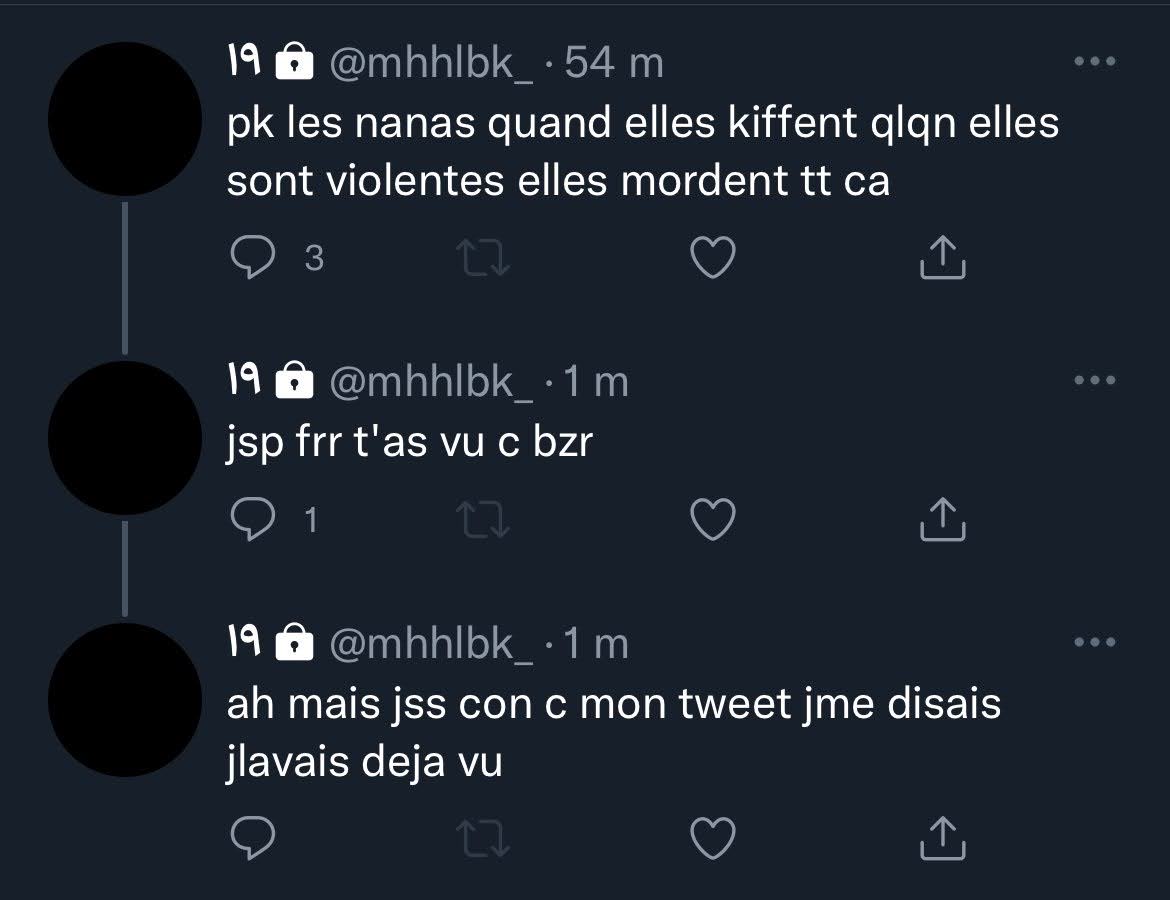 ١٩ @mhhlbk_ · 54 m
pk les nanas quand elles kiffent qlqn elles
sont violentes elles mordent tt ca
3
١٩ @mhhlbk_ · 1 m
jsp frr t'as vu c bzr
1
١٩ @mhhlbk_ · 1 m
ah mais jss con c mon tweet jme disais
jlavais deja vu